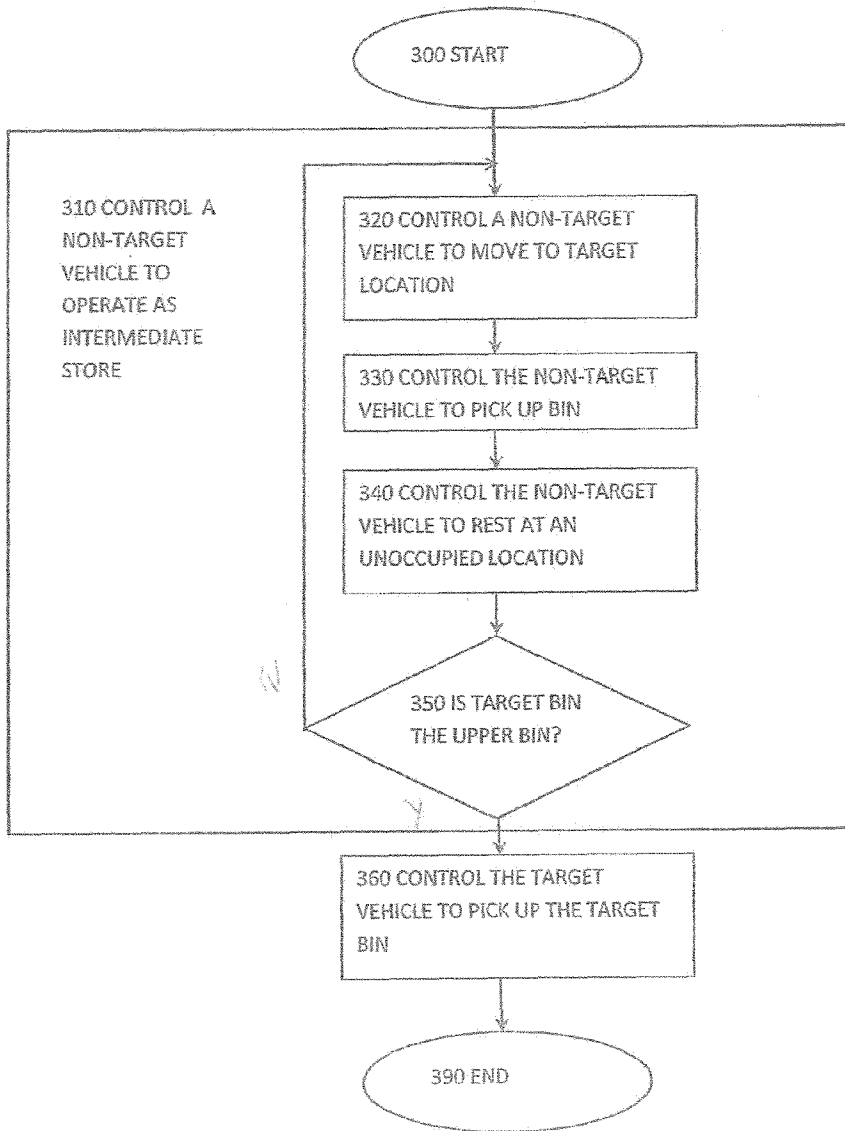 300 START
310 CONTROL A
NON-TARGET
VEHICLE TO
OPERATE AS
INTERMEDIATE
STORE
320 CONTROL A NON-TARGET
VEHICLE TO MOVE TO TARGET
LOCATION
330 CONTROL THE NON-TARGET
VEHICLE TO PICK UP BIN
340 CONTROL THE NON-TARGET
VEHICLE TO REST AT AN
UNOCCUPIED LOCATION
N
350 IS TARGET BIN
THE UPPER BIN?
Y
360 CONTROL THE TARGET
VEHICLE TO PICK UP THE TARGET
BIN
390 END